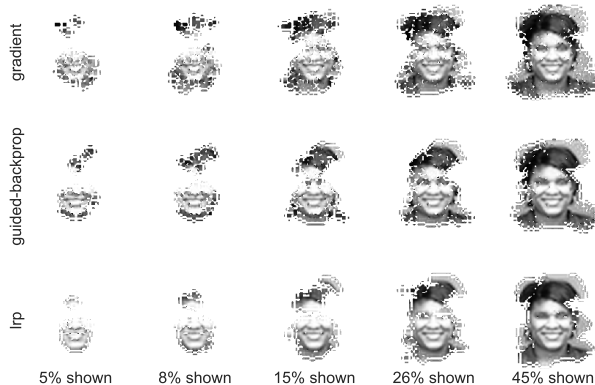 gradient
guided-backprop
lrp
5% shown 8% shown 15% shown 26% shown 45% shown